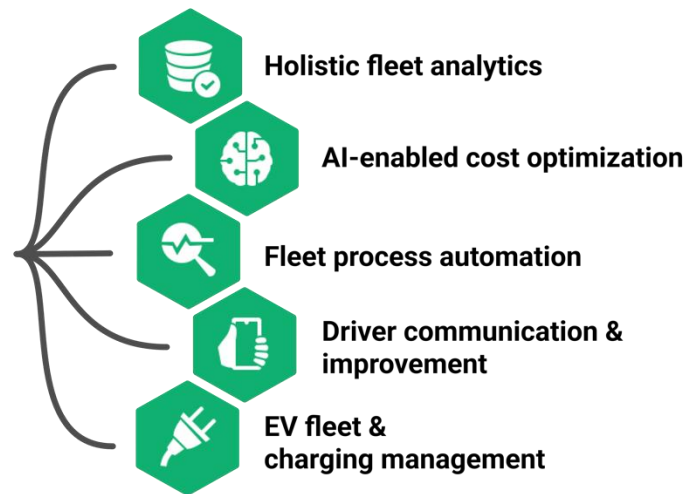 Holistic fleet analytics
AI-enabled cost optimization
Fleet process automation
Driver communication &
improvement
EV fleet &
charging management